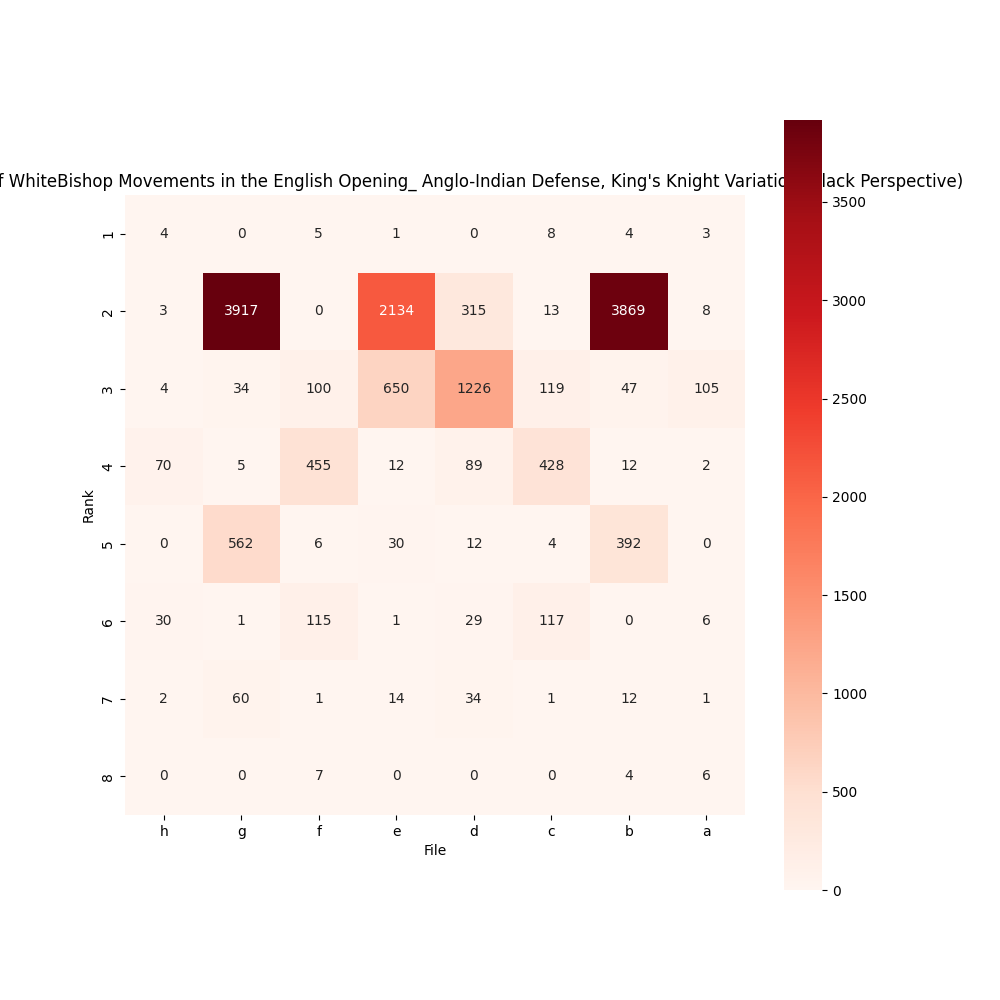 f WhiteBishop Movements in the English Opening_ Anglo-Indian Defense, King's Knight Variatio lack Perspective)
3500
3000
2500
2000
1500
1000
500
0
1 4 0 5 1 0 8 4 3
2 3 3917 0 2134 315 13 3869 8
3 4 34 100 650 1226 119 47 105
4 70 5 455 12 89 428 12 2
Rank
5 0 562 6 30 12 4 392 0
6 30 1 115 1 29 117 0 6
7 2 60 1 14 34 1 12 1
8 0 0 7 0 0 0 4 6
h g f e d c b a
File